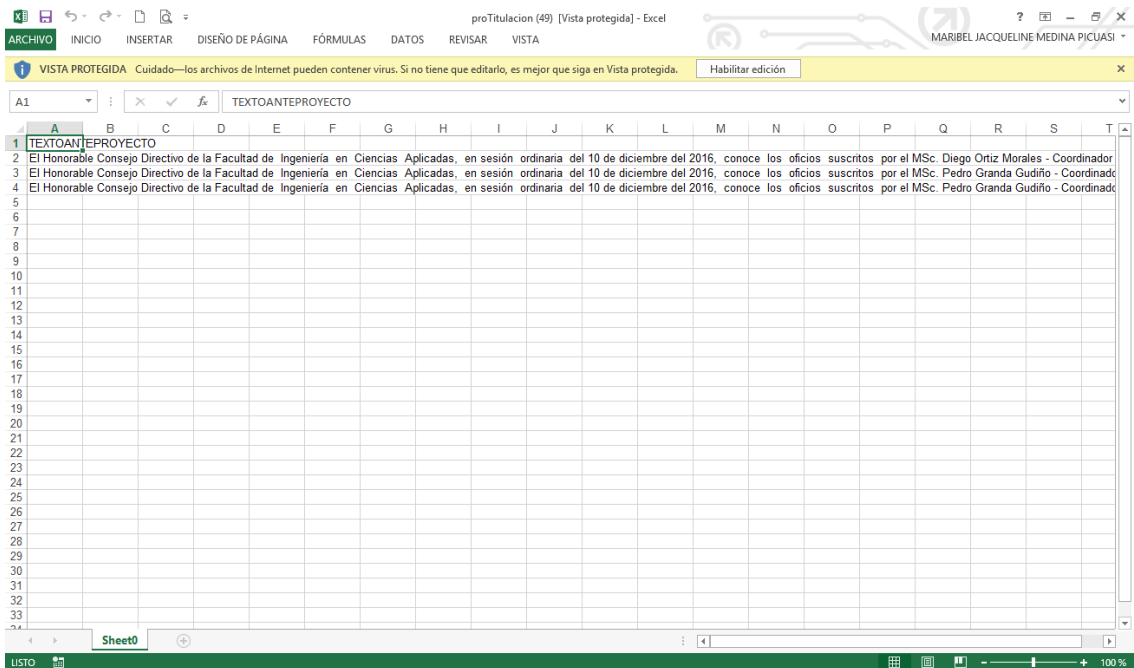 proTitulacion (49) [Vista protegida] - Excel
ARCHIVO INICIO INSERTAR DISEÑO DE PÁGINA FÓRMULAS DATOS REVISAR VISTA MARIBEL JACQUELINE MEDINA PICUASI
VISTA PROTEGIDA Cuidado—los archivos de Internet pueden contener virus. Si no tiene que editarlo, es mejor que siga en Vista protegida. Habilitar edición
A1 fx TEXTOANTEPROYECTO
A B C D E F G H I J K L M N O P Q R S T
1 TEXTOANTEPROYECTO
2 El Honorable Consejo Directivo de la Facultad de Ingeniería en Ciencias Aplicadas, en sesión ordinaria del 10 de diciembre del 2016, conoce los oficios suscritos por el MSc. Diego Ortiz Morales - Coordinador
3 El Honorable Consejo Directivo de la Facultad de Ingeniería en Ciencias Aplicadas, en sesión ordinaria del 10 de diciembre del 2016, conoce los oficios suscritos por el MSc. Pedro Granda Gudiño - Coordinado
4 El Honorable Consejo Directivo de la Facultad de Ingeniería en Ciencias Aplicadas, en sesión ordinaria del 10 de diciembre del 2016, conoce los oficios suscritos por el MSc. Pedro Granda Gudiño - Coordinado
5
6
7
8
9
10
11
12
13
14
15
16
17
18
19
20
21
22
23
24
25
26
27
28
29
30
31
32
33
34
Sheet0
LISTO 100 %